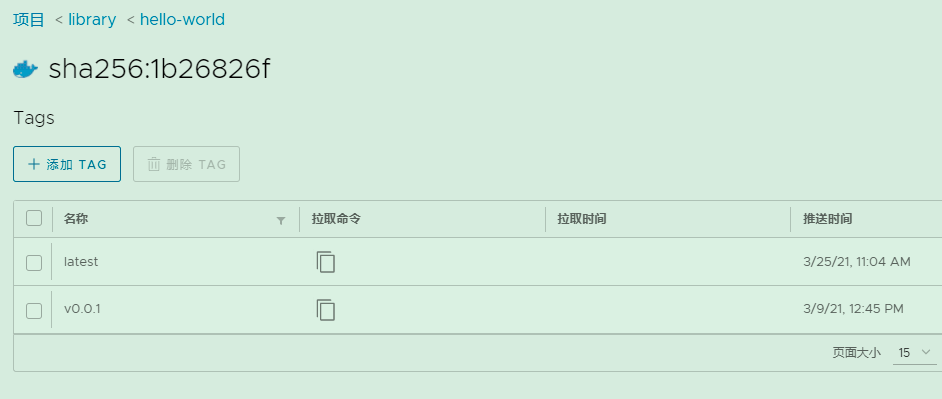 项目 < library < hello-world
sha256:1b26826f
Tags
+ 添加 TAG 删除 TAG
名称 拉取命令 拉取时间 推送时间
latest 3/25/21, 11:04 AM
v0.0.1 3/9/21, 12:45 PM
页面大小 15